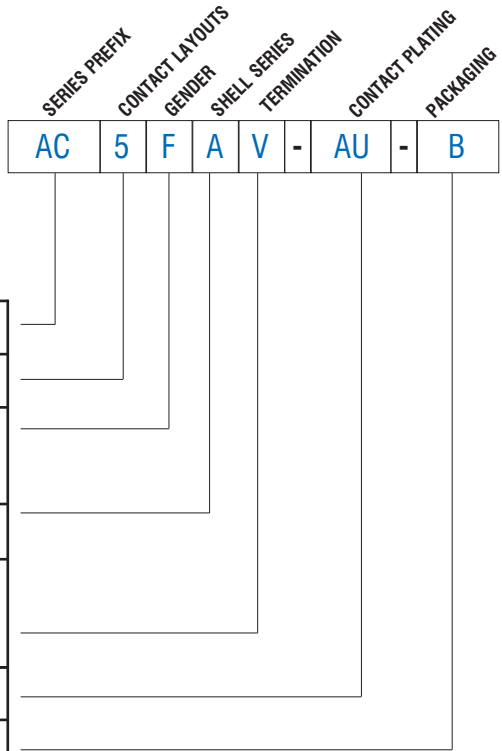 SERIES PREFIX
CONTACT LAYOUTS
GENDER
SHELL SERIES
TERMINATION
CONTACT PLATING
PACKAGING
AC 5 F A V - AU - B